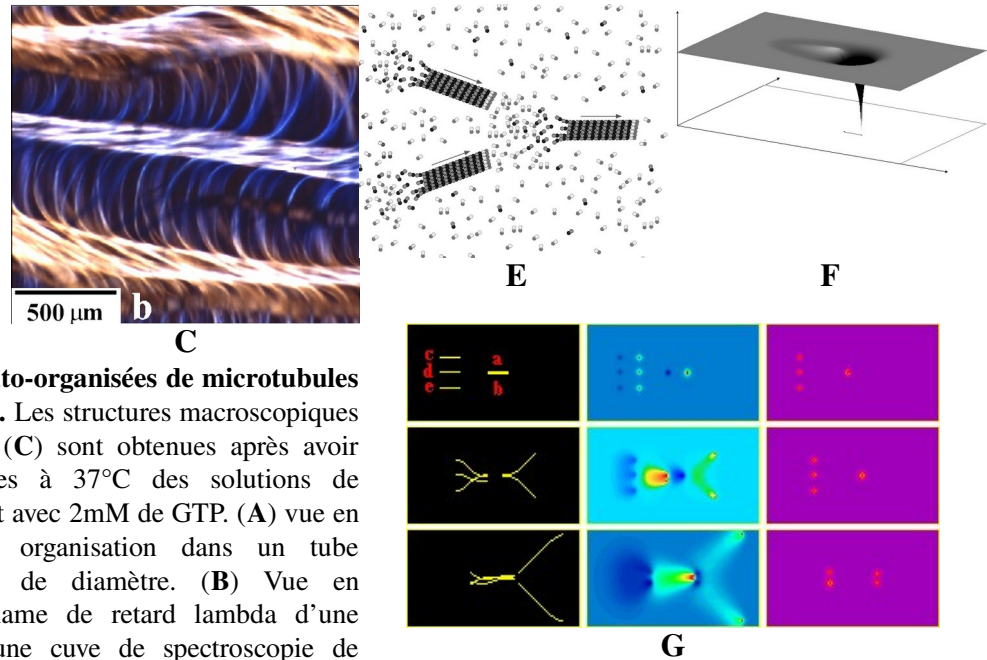 500 µm b
C
E
F
to-organisées de microtubules
. Les structures macroscopiques
(C) sont obtenues après avoir
es à 37°C des solutions de
t avec 2mM de GTP. (A) vue en
organisation dans un tube
de diamètre. (B) Vue en
lame de retard lambda d'une
une cuve de spectroscopie de
c a
d
e b
G